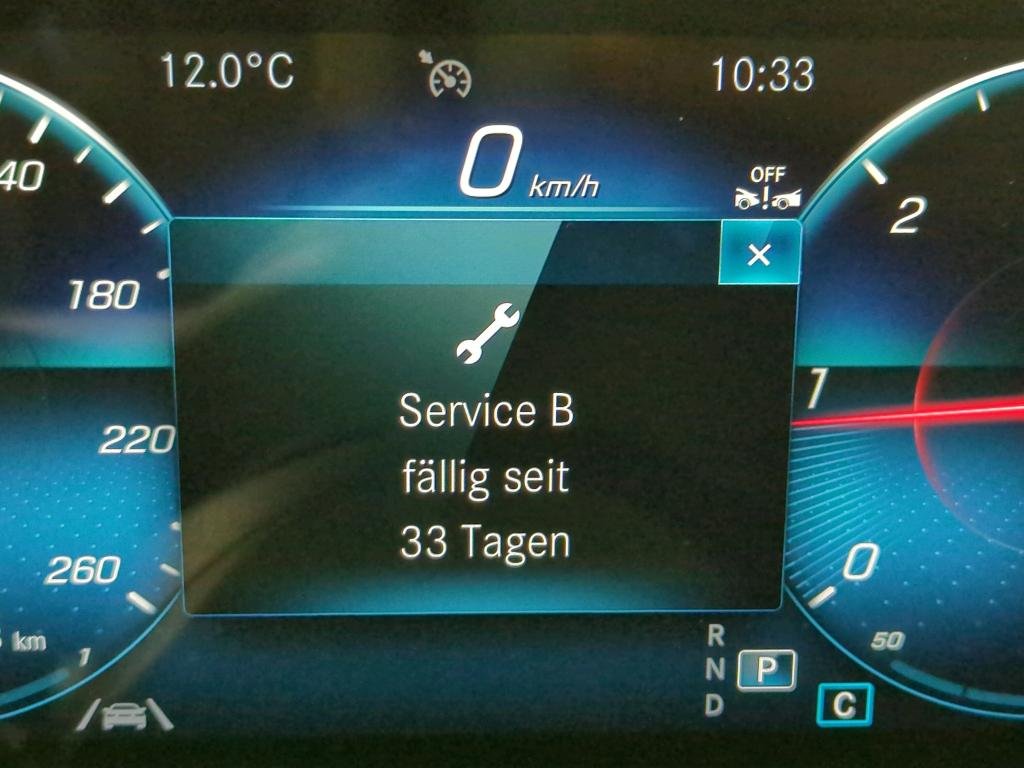 12.0°C
10:33
0 km/h
OFF
40
2
180
Service B
1
220
fällig seit
33 Tagen
260
0
km
R
50
1
N
P
D
C